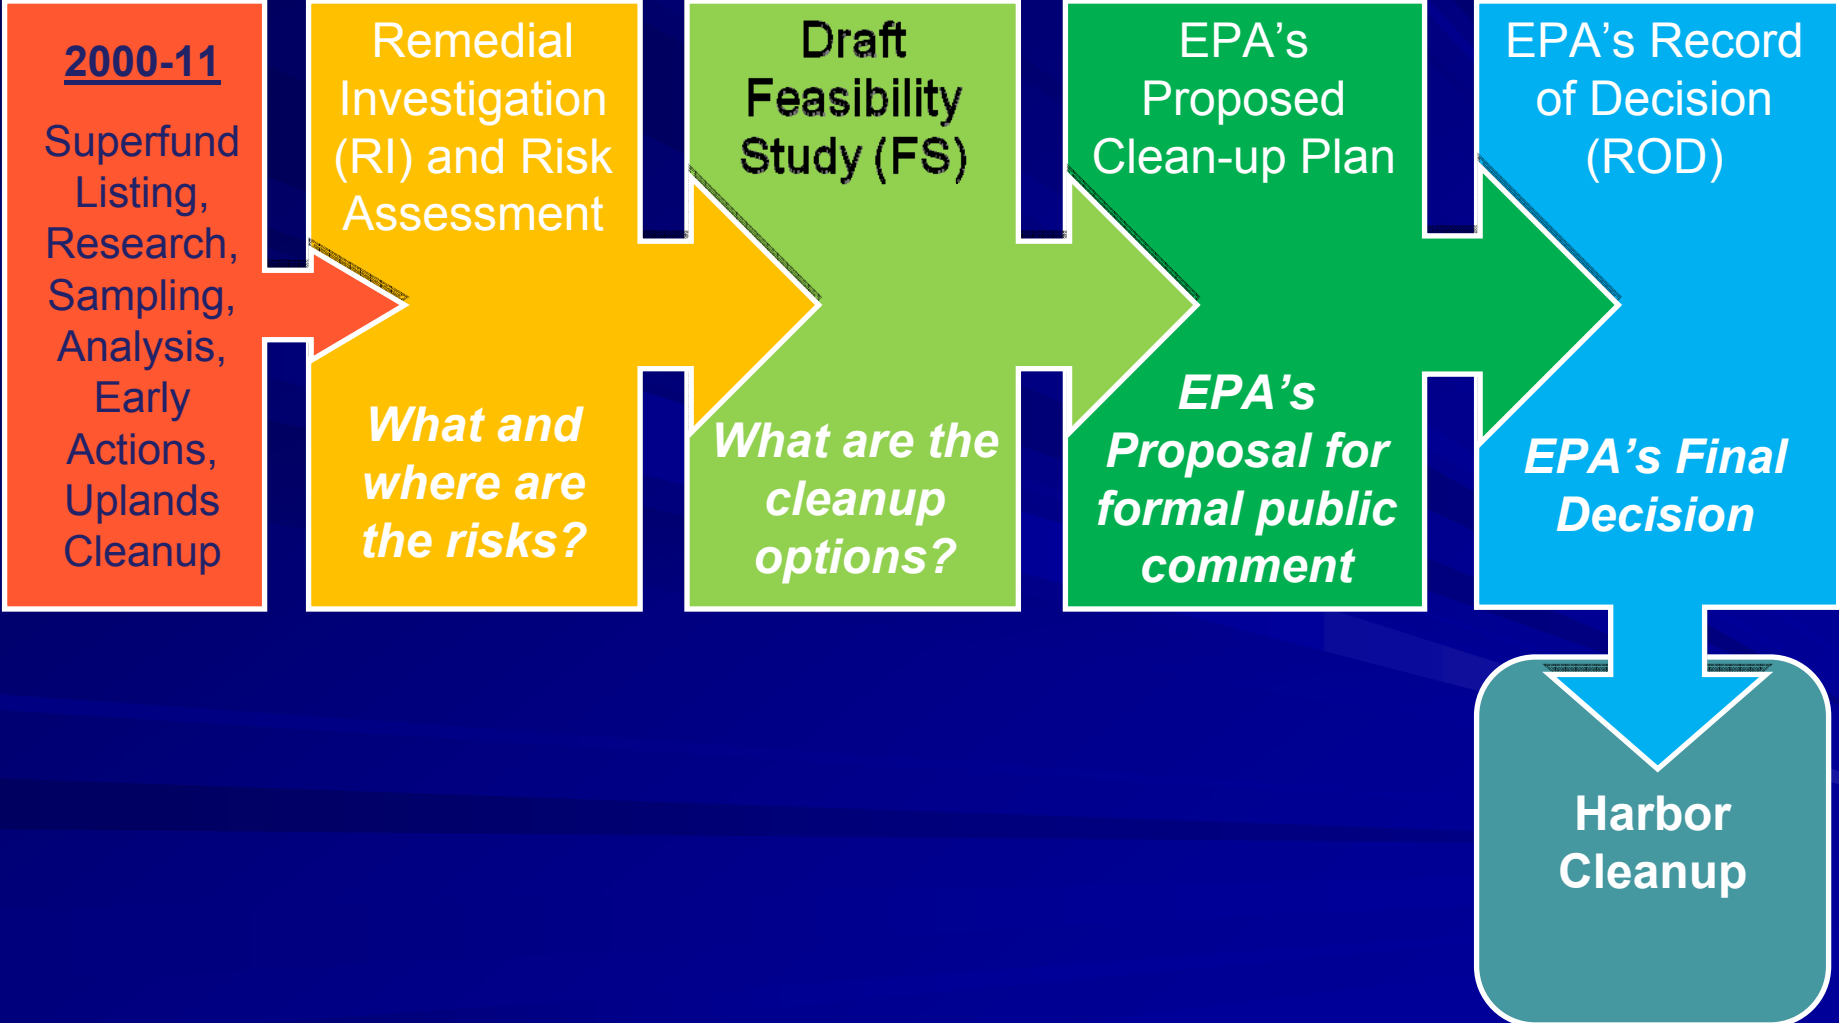 2000-11
Superfund
Listing,
Research,
Sampling,
Analysis,
Early
Actions,
Uplands
Cleanup
Remedial
Investigation
(RI) and Risk
Assessment
What and
where are
the risks?
Draft
Feasibility
Study (FS)
What are the
cleanup
options?
EPA’s
Proposed
Clean-up Plan
EPA’s
Proposal for
formal public
comment
EPA’s Record
of Decision
(ROD)
EPA’s Final
Decision
Harbor
Cleanup